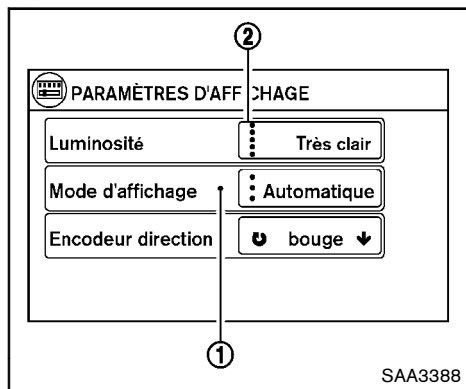 2
PARAMÈTRES D'AFFICHAGE
Luminosité Très clair
Mode d'affichage Automatique
Encodeur direction bouge
1
SAA3388